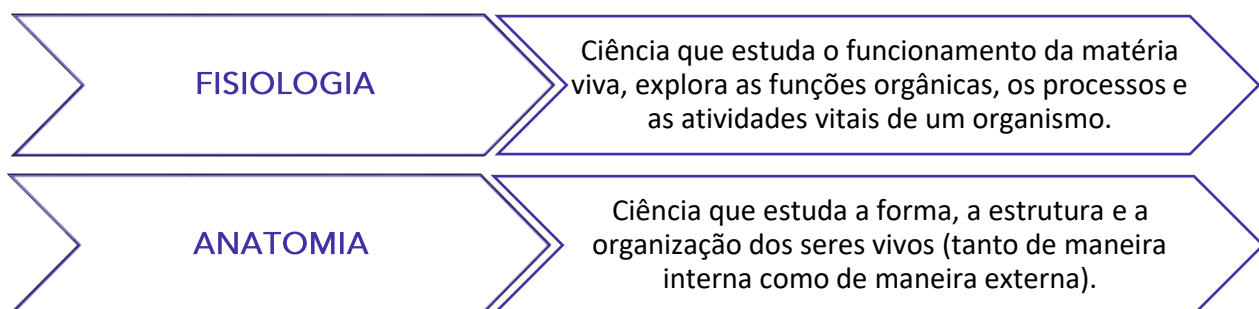 FISIOLOGIA
Ciência que estuda o funcionamento da matéria
viva, explora as funções orgânicas, os processos e
as atividades vitais de um organismo.
ANATOMIA
Ciência que estuda a forma, a estrutura e a
organização dos seres vivos (tanto de maneira
interna como de maneira externa).